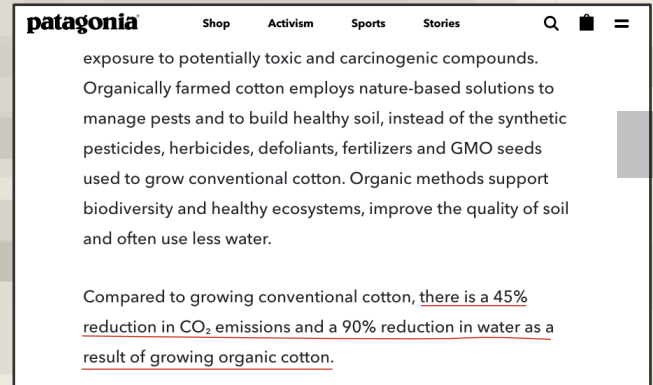 patagonia
Shop Activism Sports Stories
exposure to potentially toxic and carcinogenic compounds.
Organically farmed cotton employs nature-based solutions to
manage pests and to build healthy soil, instead of the synthetic
pesticides, herbicides, defoliants, fertilizers and GMO seeds
used to grow conventional cotton. Organic methods support
biodiversity and healthy ecosystems, improve the quality of soil
and often use less water.
Compared to growing conventional cotton, there is a 45%
reduction in CO₂ emissions and a 90% reduction in water as a
result of growing organic cotton.